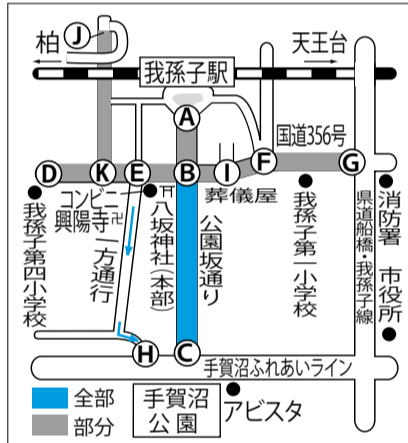 J
柏
天王台
我孫子駅
A
国道356号
D
K
E
B
I
F
G
コンビニ
興陽寺卍
葬儀屋
我孫子第四小学校
一方通行
八坂神社(本部)
公園坂通り
我孫子第一小学校
県道船橋・我孫子線
消防署
市役所
H
C
手賀沼ふれあいライン
全部
部分
手賀沼公園
アビスタ